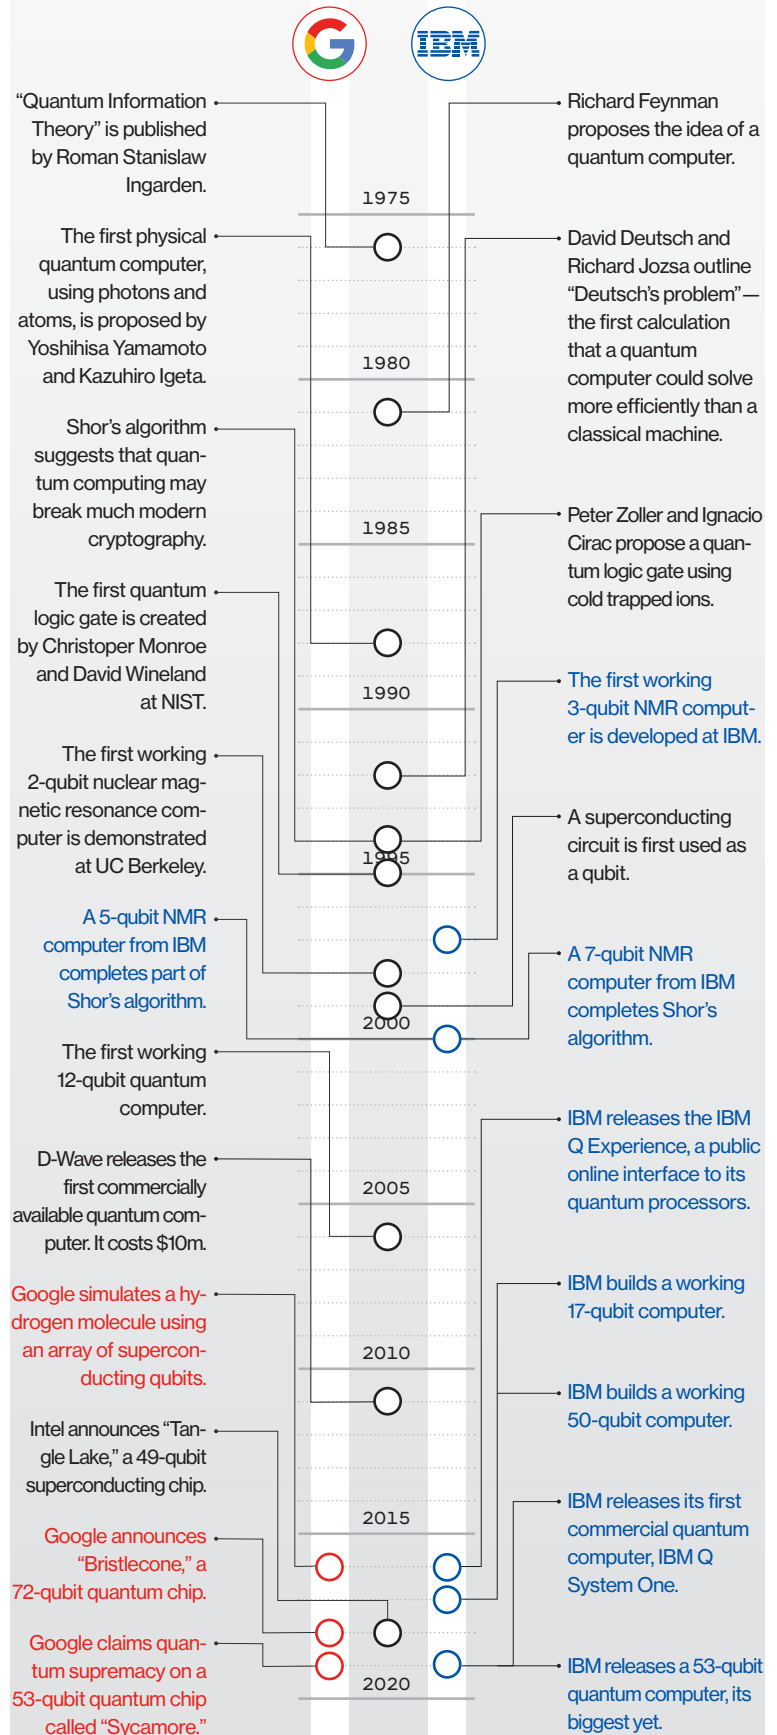 IBM
“Quantum Information
Theory” is published
by Roman Stanislaw
Ingarden.
Richard Feynman
proposes the idea of a
quantum computer.
1975
The first physical
quantum computer,
using photons and
atoms, is proposed by
Yoshihisa Yamamoto
and Kazuhiro Igeta.
David Deutsch and
Richard Jozsa outline
“Deutsch’s problem”—
the first calculation
that a quantum
computer could solve
more efficiently than a
classical machine.
1980
Shor’s algorithm
suggests that quan-
tum computing may
break much modern
cryptography.
1985
Peter Zoller and Ignacio
Cirac propose a quan-
tum logic gate using
cold trapped ions.
The first quantum
logic gate is created
by Christoper Monroe
and David Wineland
at NIST.
1990
The first working
3-qubit NMR comput-
er is developed at IBM.
The first working
2-qubit nuclear mag-
netic resonance com-
puter is demonstrated
at UC Berkeley.
A superconducting
circuit is first used as
a qubit.
1995
A 5-qubit NMR
computer from IBM
completes part of
Shor’s algorithm.
A 7-qubit NMR
computer from IBM
completes Shor’s
algorithm.
2000
The first working
12-qubit quantum
computer.
IBM releases the IBM
Q Experience, a public
online interface to its
quantum processors.
D-Wave releases the
first commercially
available quantum com-
puter. It costs $10m.
2005
Google simulates a hy-
drogen molecule using
an array of supercon-
ducting qubits.
IBM builds a working
17-qubit computer.
2010
IBM builds a working
50-qubit computer.
Intel announces “Tan-
gle Lake,” a 49-qubit
superconducting chip.
IBM releases its first
commercial quantum
computer, IBM Q
System One.
2015
Google announces
“Bristlecone,” a
72-qubit quantum chip.
Google claims quan-
tum supremacy on a
53-qubit quantum chip
called “Sycamore.”
IBM releases a 53-qubit
quantum computer, its
biggest yet.
2020